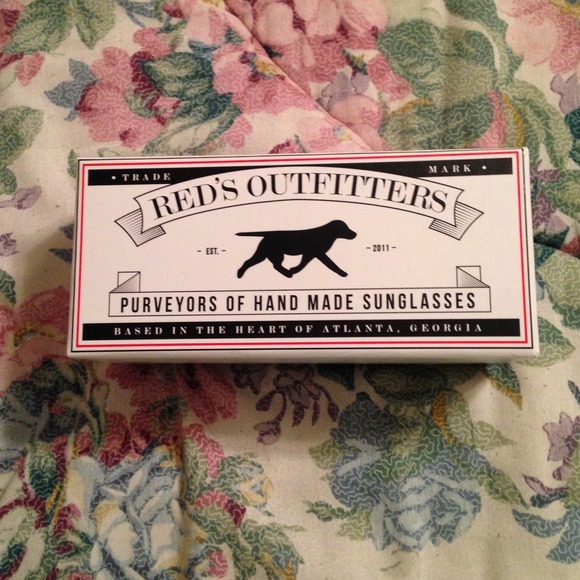 • TRADE MARK •
RED'S OUTFITTERS
- EST. - - 2011 -
PURVEYORS OF HAND MADE SUNGLASSES
BASED IN THE HEART OF ATLANTA, GEORGIA